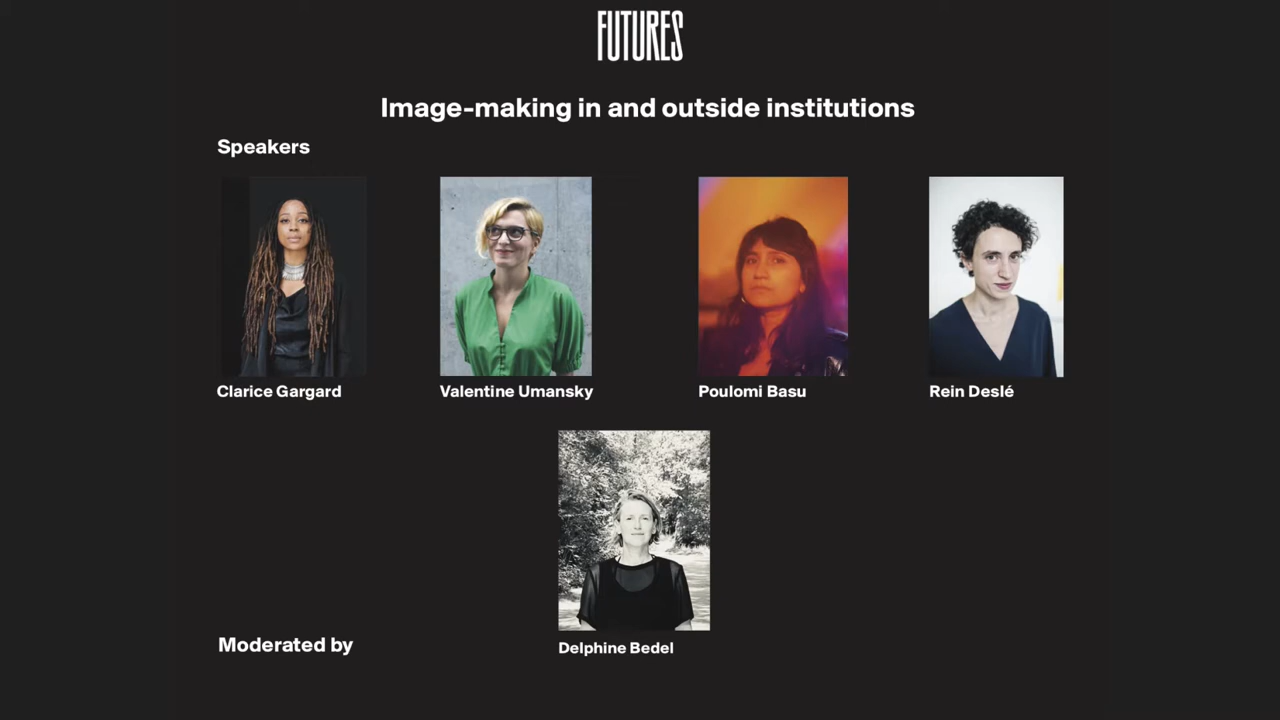 FUTURES
Image-making in and outside institutions
Speakers
Clarice Gargard
Valentine Umansky
Poulomi Basu
Rein Deslé
Moderated by
Delphine Bedel